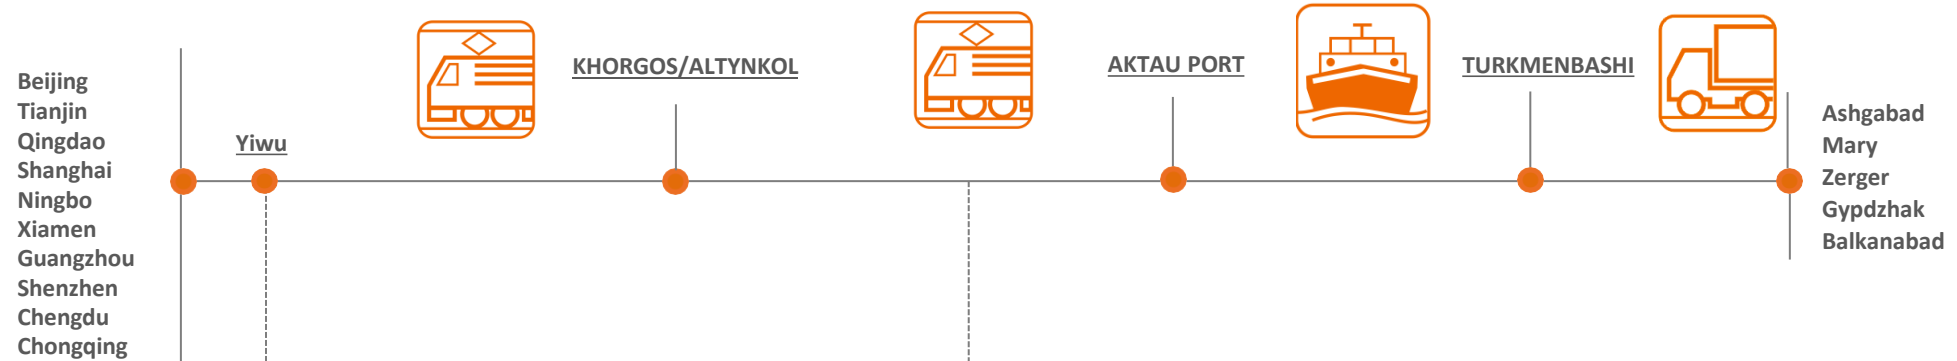 Beijing
Tianjin
Qingdao
Shanghai
Ningbo
Xiamen
Guangzhou
Shenzhen
Chengdu
Chongqing
Yiwu
KHORGOS/ALTYNKOL
AKTAU PORT
TURKMENBASHI
Ashgabad
Mary
Zerger
Gypdzhak
Balkanabad